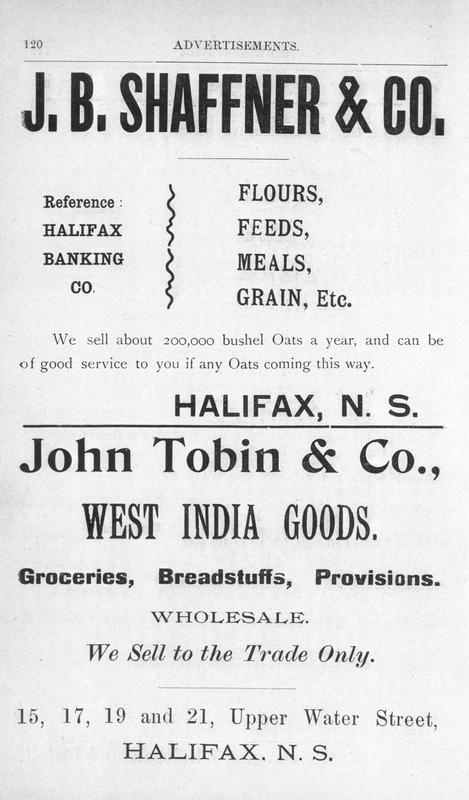 120
ADVERTISEMENTS.
J. B. SHAFFNER & CO.
Reference :
HALIFAX
BANKING
CO.
FLOURS,
FEEDS,
MEALS,
GRAIN, Etc.
We sell about 200,000 bushel Oats a year, and can be
of good service to you if any Oats coming this way.
HALIFAX, N. S.
John Tobin & Co.,
WEST INDIA GOODS.
Groceries, Breadstuffs, Provisions.
WHOLESALE.
We Sell to the Trade Only.
15, 17, 19 and 21, Upper Water Street,
HALIFAX. N. S.